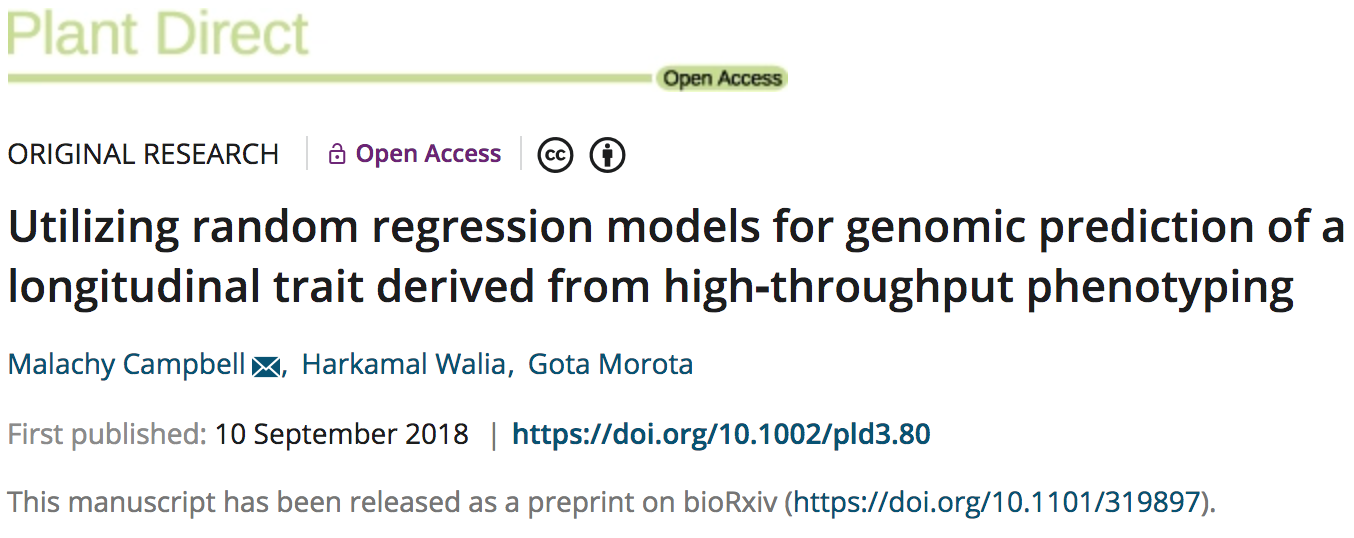 Plant Direct
Open Access
ORIGINAL RESEARCH Open Access cc
Utilizing random regression models for genomic prediction of a
longitudinal trait derived from high-throughput phenotyping
Malachy Campbell, Harkamal Walia, Gota Morota
First published: 10 September 2018 | https://doi.org/10.1002/pld3.80
This manuscript has been released as a preprint on bioRxiv (https://doi.org/10.1101/319897).